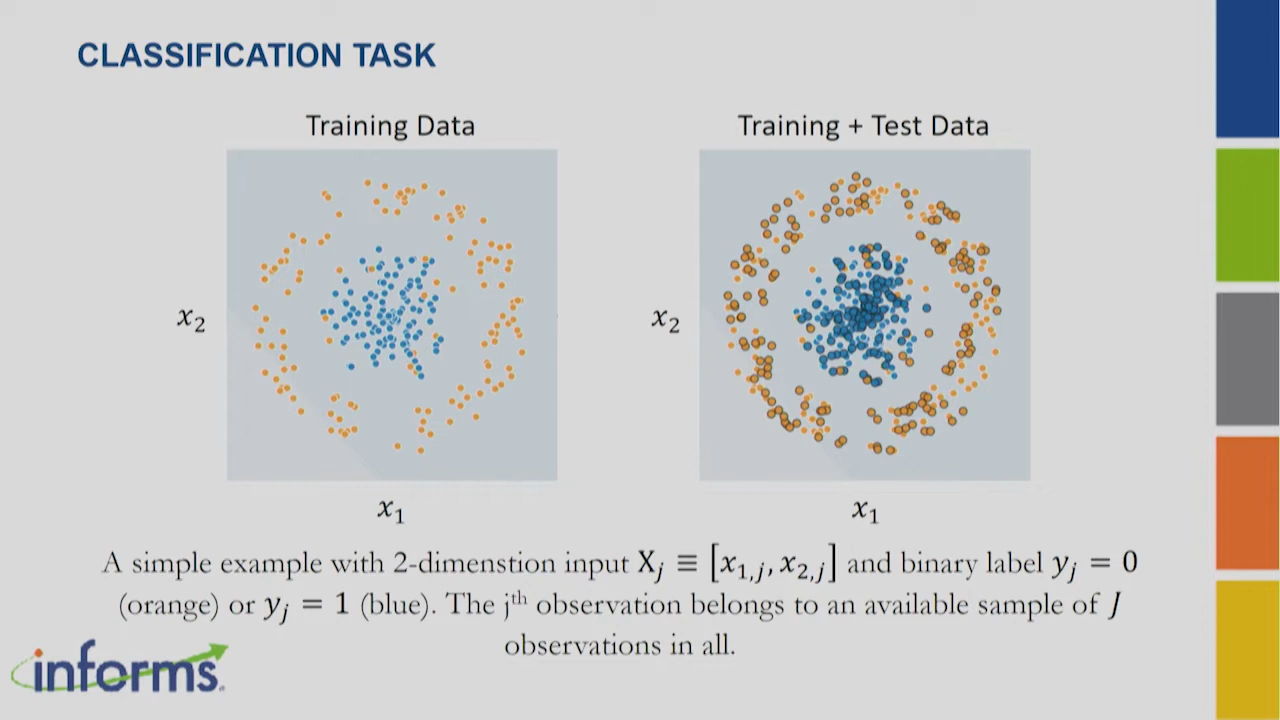 CLASSIFICATION TASK
Training Data
Training + Test Data
x₂
x₂
x₁
x₁
A simple example with 2-dimenstion input Xⱼ ≡ [x₁,ⱼ, x₂,ⱼ] and binary label yⱼ = 0
(orange) or yⱼ = 1 (blue). The jᵗʰ observation belongs to an available sample of J
observations in all.
informs